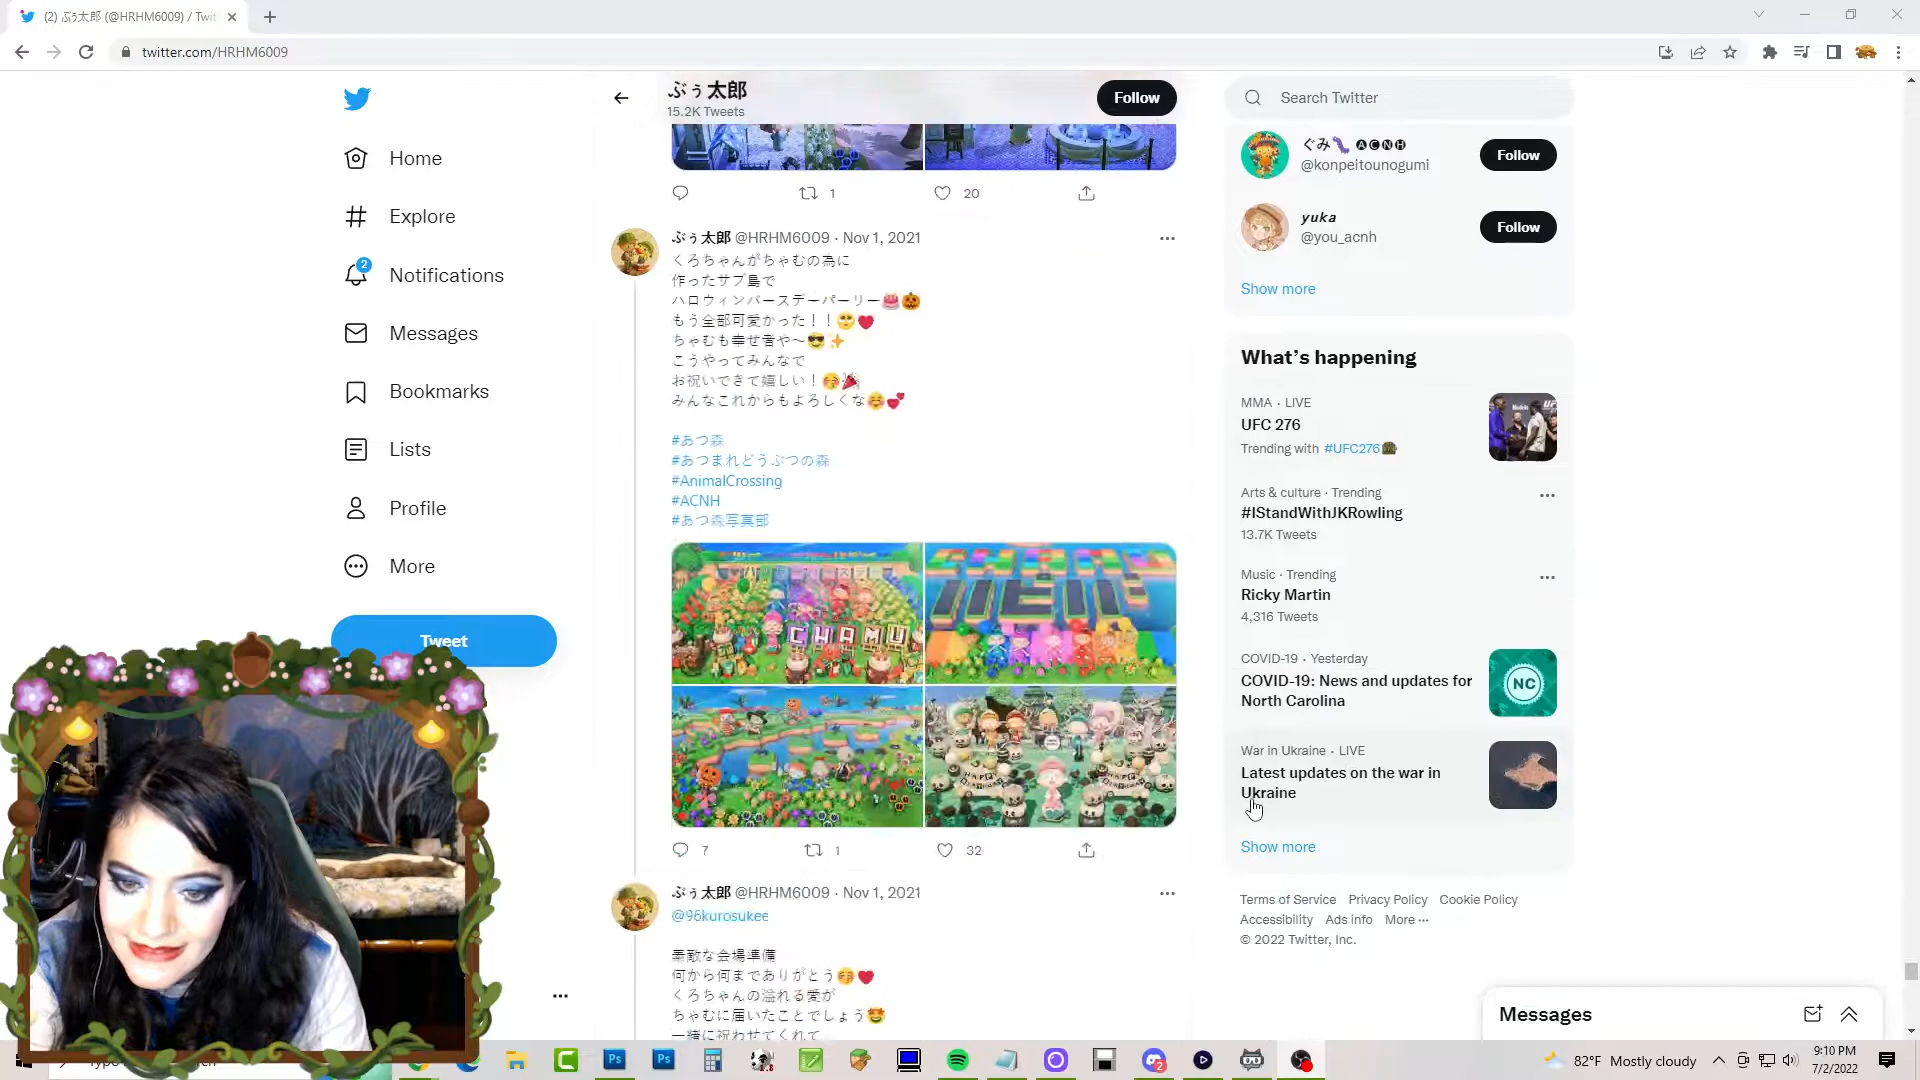 (2) ぶぅ太郎 (@HRHM6009) / Twit
twitter.com/HRHM6009
Home
Explore
2
Notifications
Messages
Bookmarks
Lists
Profile
More
Tweet
ぶぅ太郎
15.2K Tweets
Follow
1
20
ぶぅ太郎 @HRHM6009 · Nov 1, 2021
くろちゃんがちゃむの為に
作ったサブ島で
ハロウィンバースデーパーリー🎂🎃
もう全部可愛かった！！🥺❤
ちゃむも幸せ者や〜😎✨
こうやってみんなで
お祝いできて嬉しい！😚🎉
みんなこれからもよろしくな☺💕
#あつ森
#あつまれどうぶつの森
#AnimalCrossing
#ACNH
#あつ森写真部
CHAMU
7
1
32
ぶぅ太郎 @HRHM6009 · Nov 1, 2021
@96kurosukee
素敵な会場準備
何から何までありがとう😚❤
くろちゃんの溢れる愛が
ちゃむに届いたことでしょう🤩
一緒に祝わせてくれて
Search Twitter
ぐみ🐛 🅐🅒🅝🅗
@konpeitounogumi
Follow
yuka
@you_acnh
Follow
Show more
What’s happening
MMA · LIVE
UFC 276
Trending with #UFC276
Arts & culture · Trending
#IStandWithJKRowling
13.7K Tweets
Music · Trending
Ricky Martin
4,316 Tweets
COVID-19 · Yesterday
COVID-19: News and updates for
North Carolina
NC
War in Ukraine · LIVE
Latest updates on the war in
Ukraine
Show more
Terms of Service Privacy Policy Cookie Policy
Accessibility Ads info More ···
© 2022 Twitter, Inc.
Messages
Ps
Ps
2
82°F Mostly cloudy
9:10 PM
7/2/2022